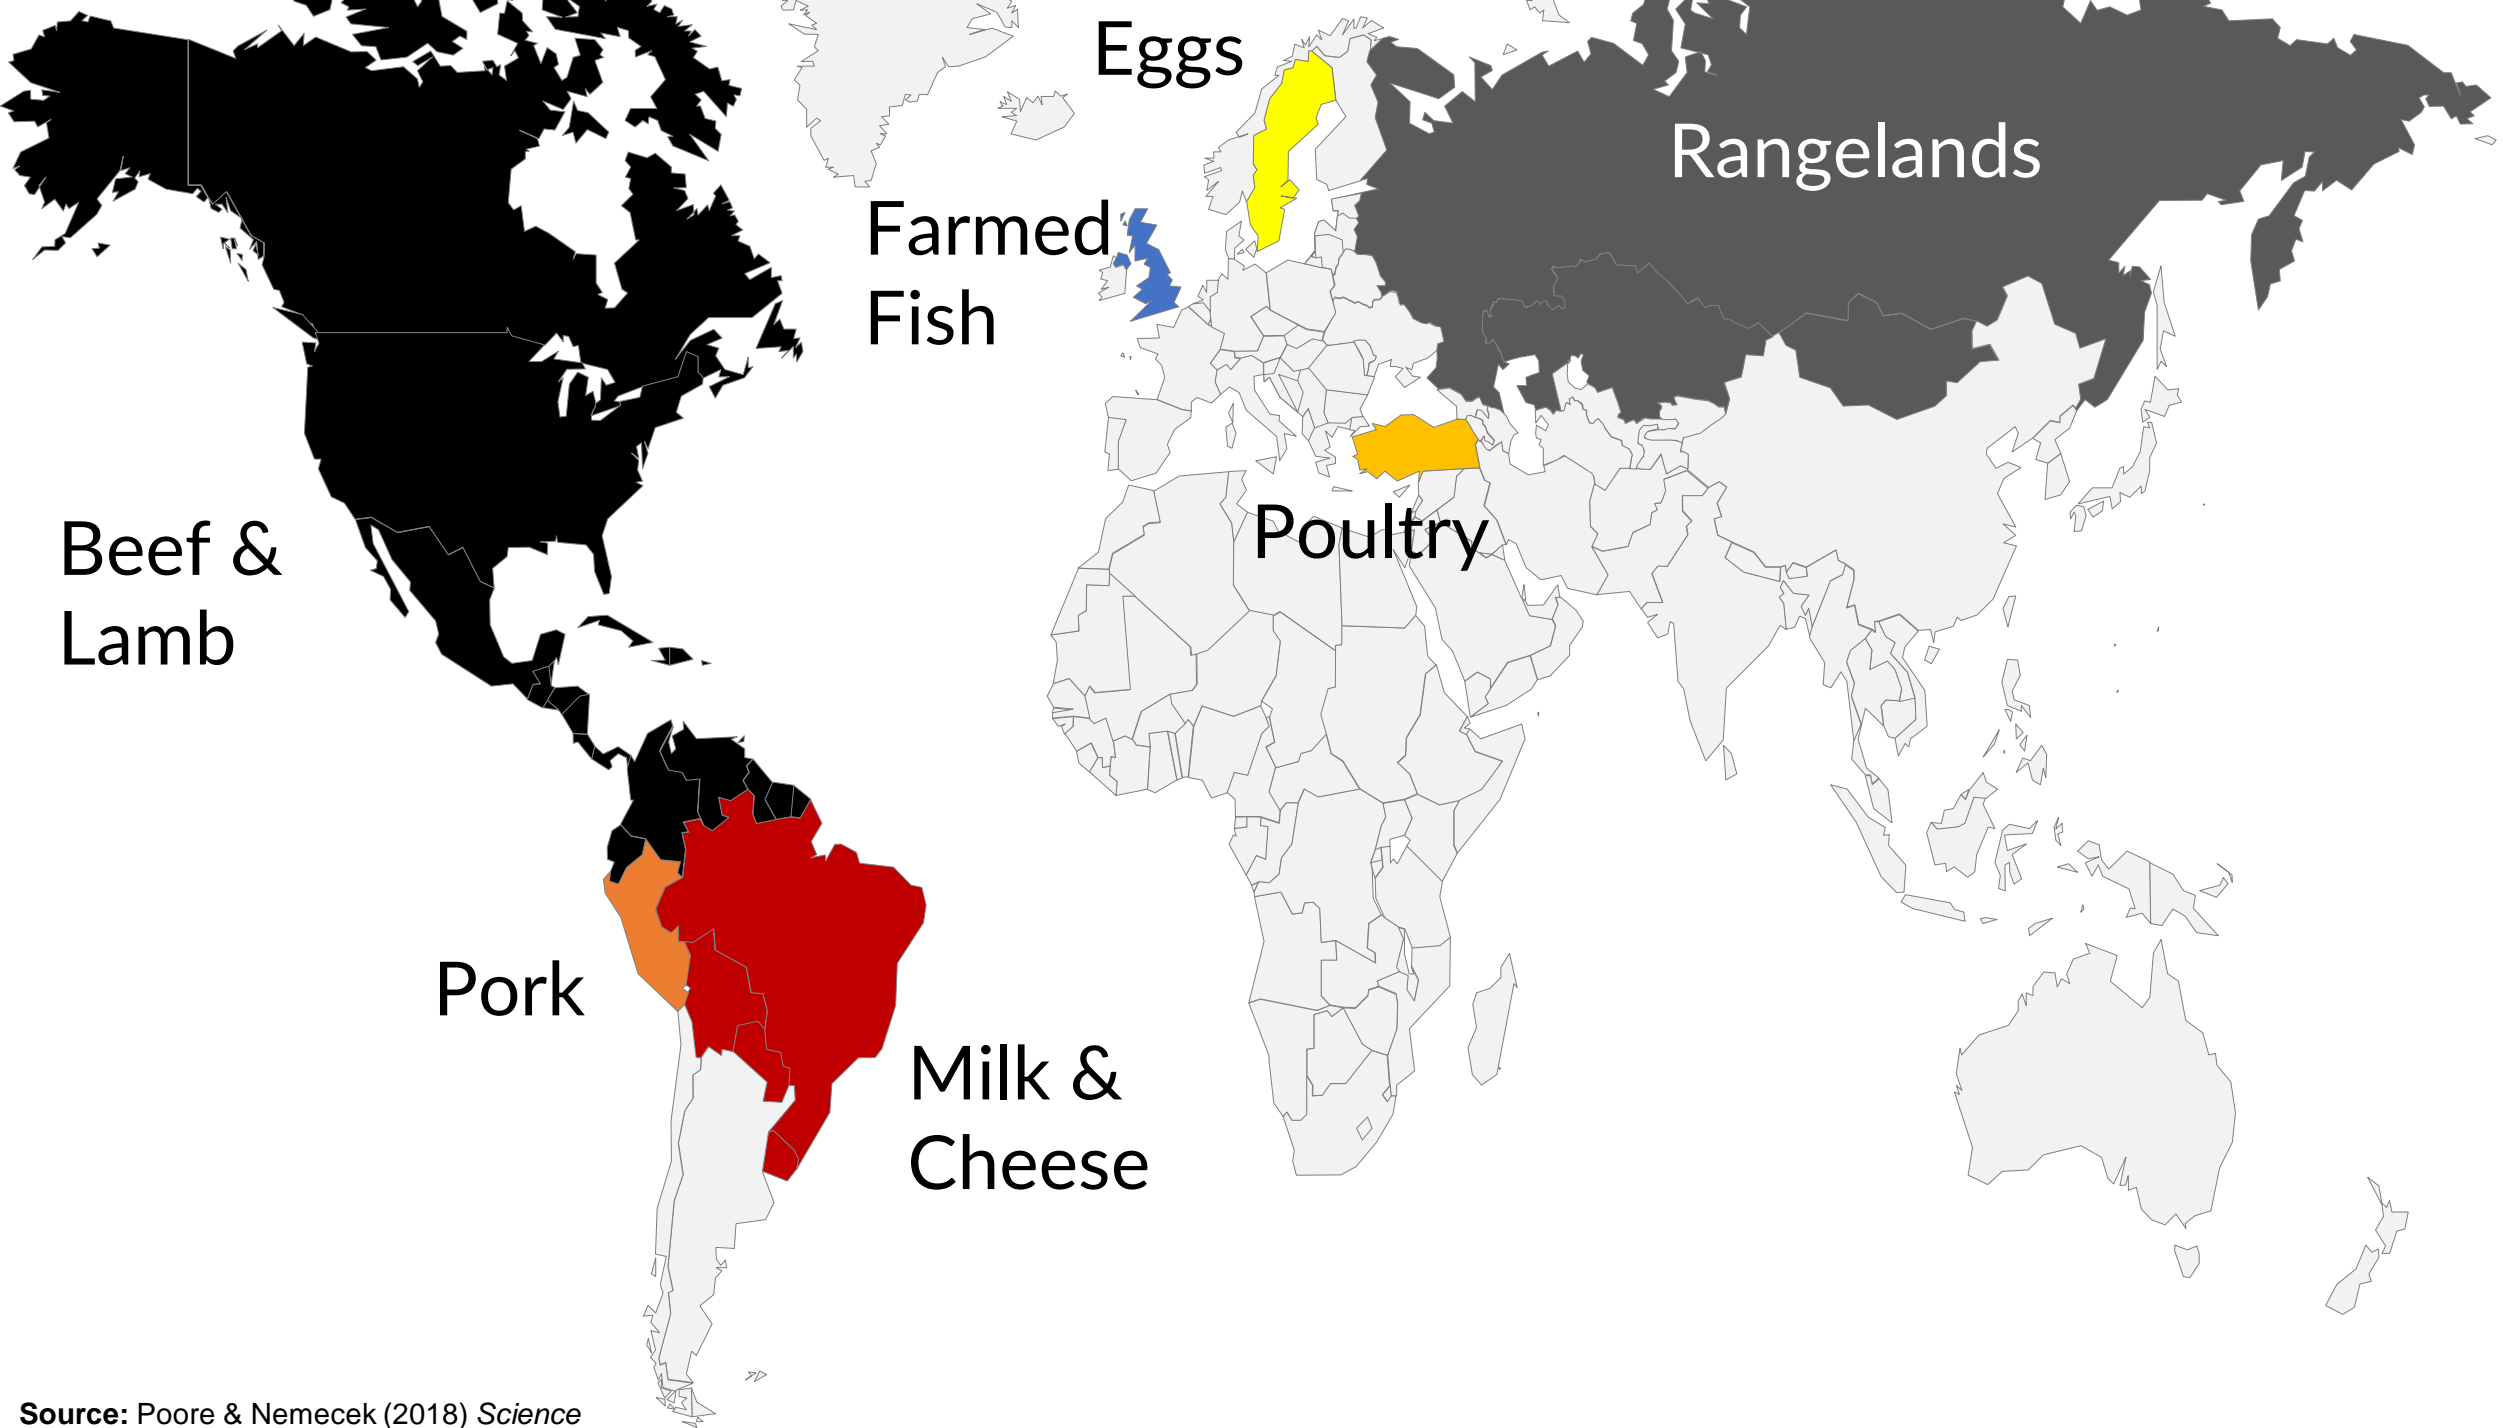 Eggs
Rangelands
Farmed
Fish
Poultry
Beef &
Lamb
Pork
Milk &
Cheese
Source: Poore & Nemecek (2018) Science